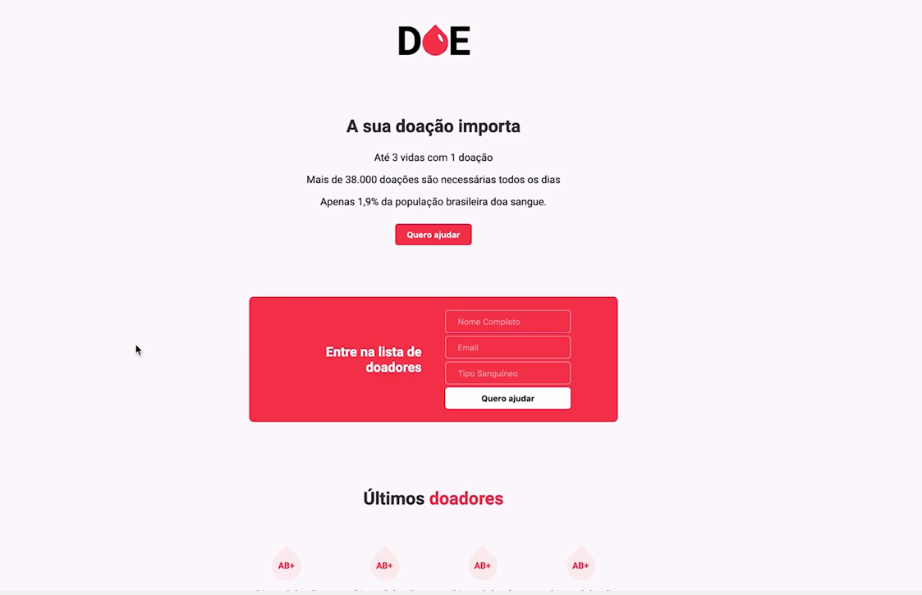 DOE
A sua doação importa
Até 3 vidas com 1 doação
Mais de 38.000 doações são necessárias todos os dias
Apenas 1,9% da população brasileira doa sangue.
Quero ajudar
Entre na lista de
doadores
Nome Completo
Email
Tipo Sanguíneo
Quero ajudar
Últimos doadores
AB+ AB+ AB+ AB+